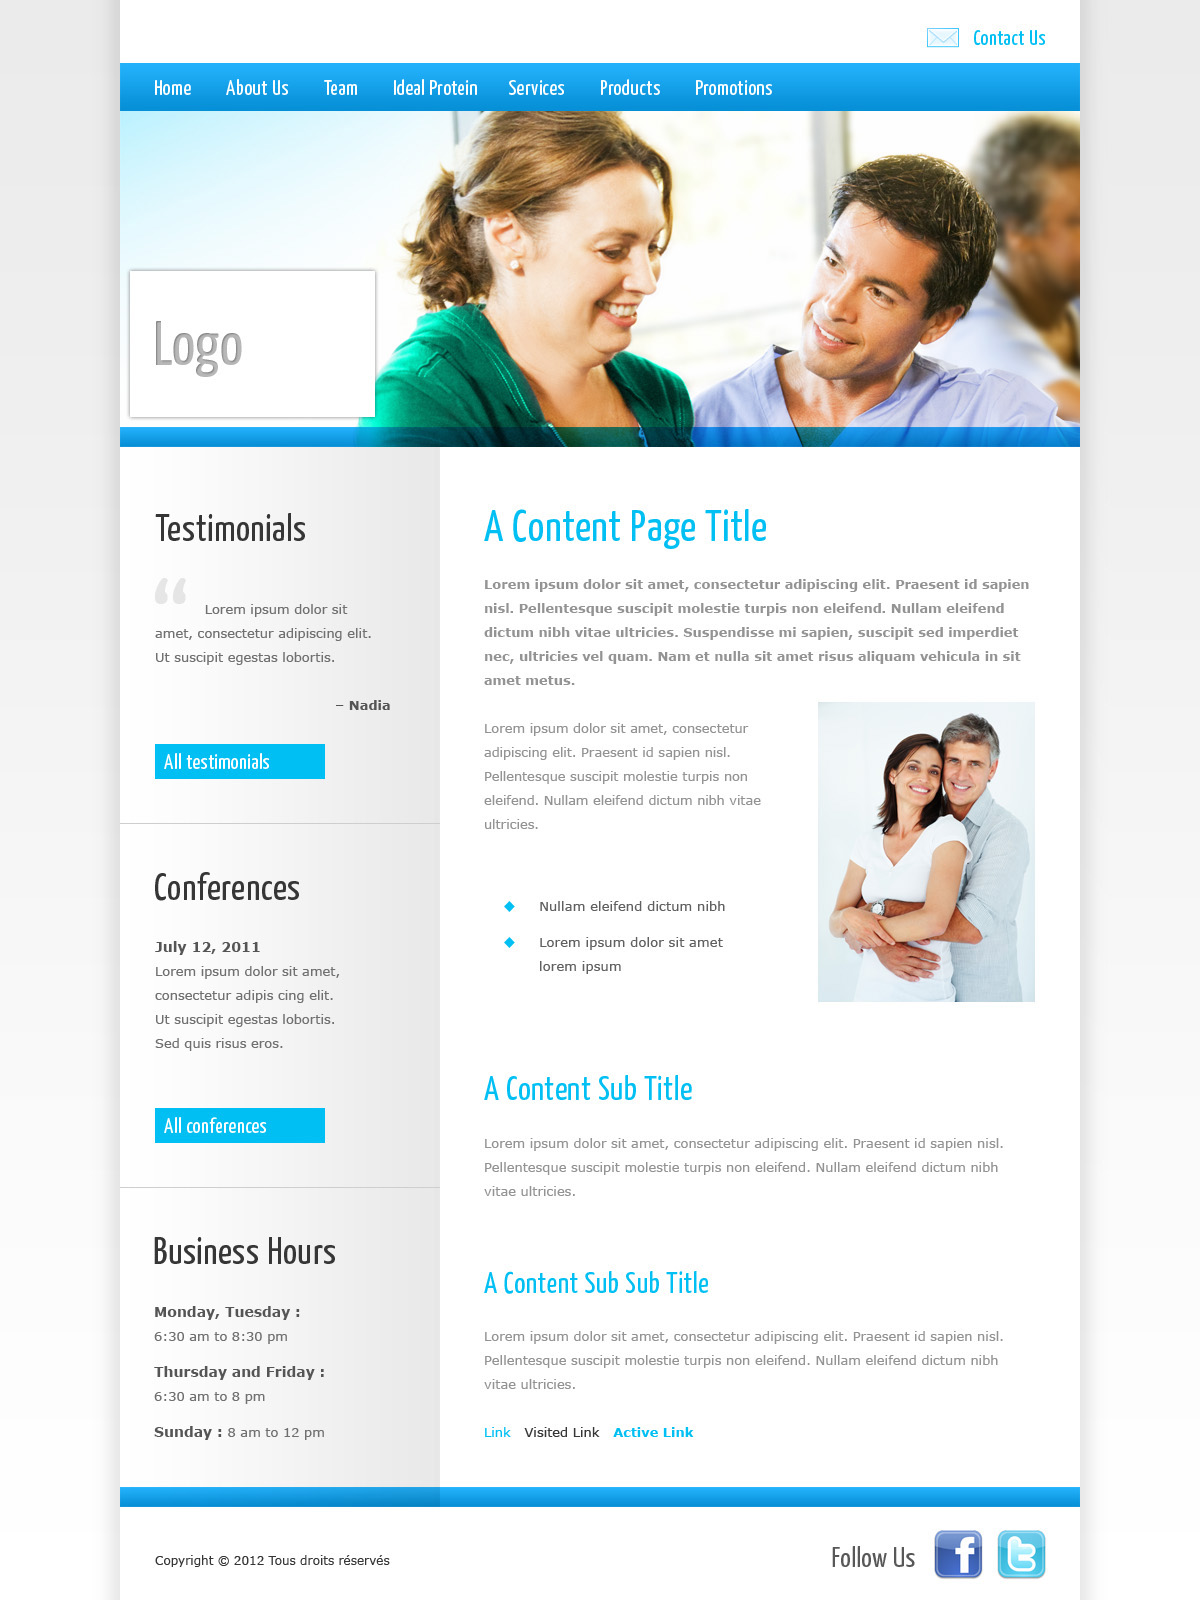 Contact Us
Home About Us Team Ideal Protein Services Products Promotions
Logo
Testimonials
“ Lorem ipsum dolor sit
amet, consectetur adipiscing elit.
Ut suscipit egestas lobortis.
– Nadia
All testimonials
Conferences
July 12, 2011
Lorem ipsum dolor sit amet,
consectetur adipis cing elit.
Ut suscipit egestas lobortis.
Sed quis risus eros.
All conferences
Business Hours
Monday, Tuesday :
6:30 am to 8:30 pm
Thursday and Friday :
6:30 am to 8 pm
Sunday : 8 am to 12 pm
A Content Page Title
Lorem ipsum dolor sit amet, consectetur adipiscing elit. Praesent id sapien
nisl. Pellentesque suscipit molestie turpis non eleifend. Nullam eleifend
dictum nibh vitae ultricies. Suspendisse mi sapien, suscipit sed imperdiet
nec, ultricies vel quam. Nam et nulla sit amet risus aliquam vehicula in sit
amet metus.
Lorem ipsum dolor sit amet, consectetur
adipiscing elit. Praesent id sapien nisl.
Pellentesque suscipit molestie turpis non
eleifend. Nullam eleifend dictum nibh vitae
ultricies.
Nullam eleifend dictum nibh
Lorem ipsum dolor sit amet
lorem ipsum
A Content Sub Title
Lorem ipsum dolor sit amet, consectetur adipiscing elit. Praesent id sapien nisl.
Pellentesque suscipit molestie turpis non eleifend. Nullam eleifend dictum nibh
vitae ultricies.
A Content Sub Sub Title
Lorem ipsum dolor sit amet, consectetur adipiscing elit. Praesent id sapien nisl.
Pellentesque suscipit molestie turpis non eleifend. Nullam eleifend dictum nibh
vitae ultricies.
Link Visited Link Active Link
Copyright © 2012 Tous droits réservés
Follow Us f t